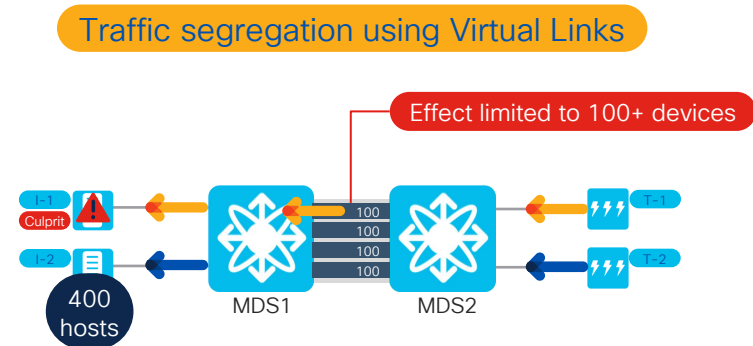 Traffic segregation using Virtual Links
Effect limited to 100+ devices
I-1
Culprit
I-2
400
hosts
100
100
100
100
MDS1
MDS2
T-1
T-2